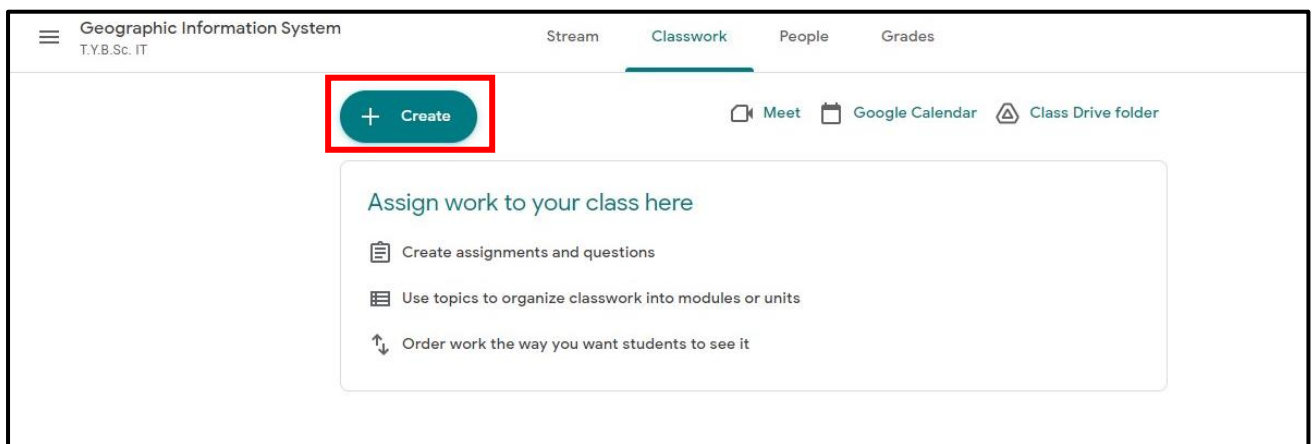 Geographic Information System
T.Y.B.Sc. IT
Stream Classwork People Grades
+ Create
Meet Google Calendar Class Drive folder
Assign work to your class here
Create assignments and questions
Use topics to organize classwork into modules or units
Order work the way you want students to see it